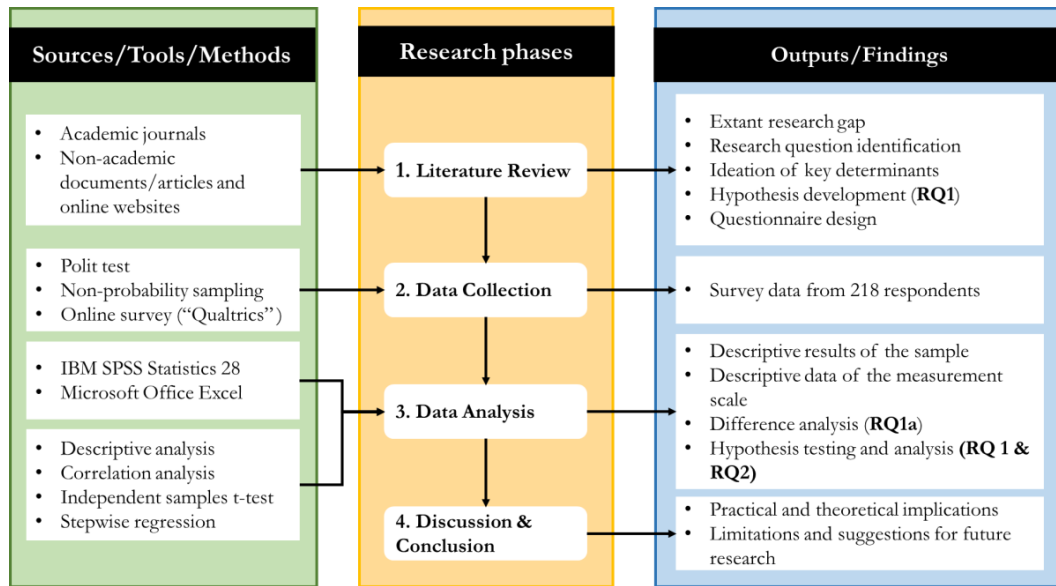 Sources/Tools/Methods
• Academic journals
• Non-academic
documents/articles and
online websites
• Polit test
• Non-probability sampling
• Online survey (“Qualtrics”)
• IBM SPSS Statistics 28
• Microsoft Office Excel
• Descriptive analysis
• Correlation analysis
• Independent samples t-test
• Stepwise regression
Research phases
1. Literature Review
2. Data Collection
3. Data Analysis
4. Discussion &
Conclusion
Outputs/Findings
• Extant research gap
• Research question identification
• Ideation of key determinants
• Hypothesis development (RQ1)
• Questionnaire design
• Survey data from 218 respondents
• Descriptive results of the sample
• Descriptive data of the measurement
scale
• Difference analysis (RQ1a)
• Hypothesis testing and analysis (RQ 1 &
RQ2)
• Practical and theoretical implications
• Limitations and suggestions for future
research